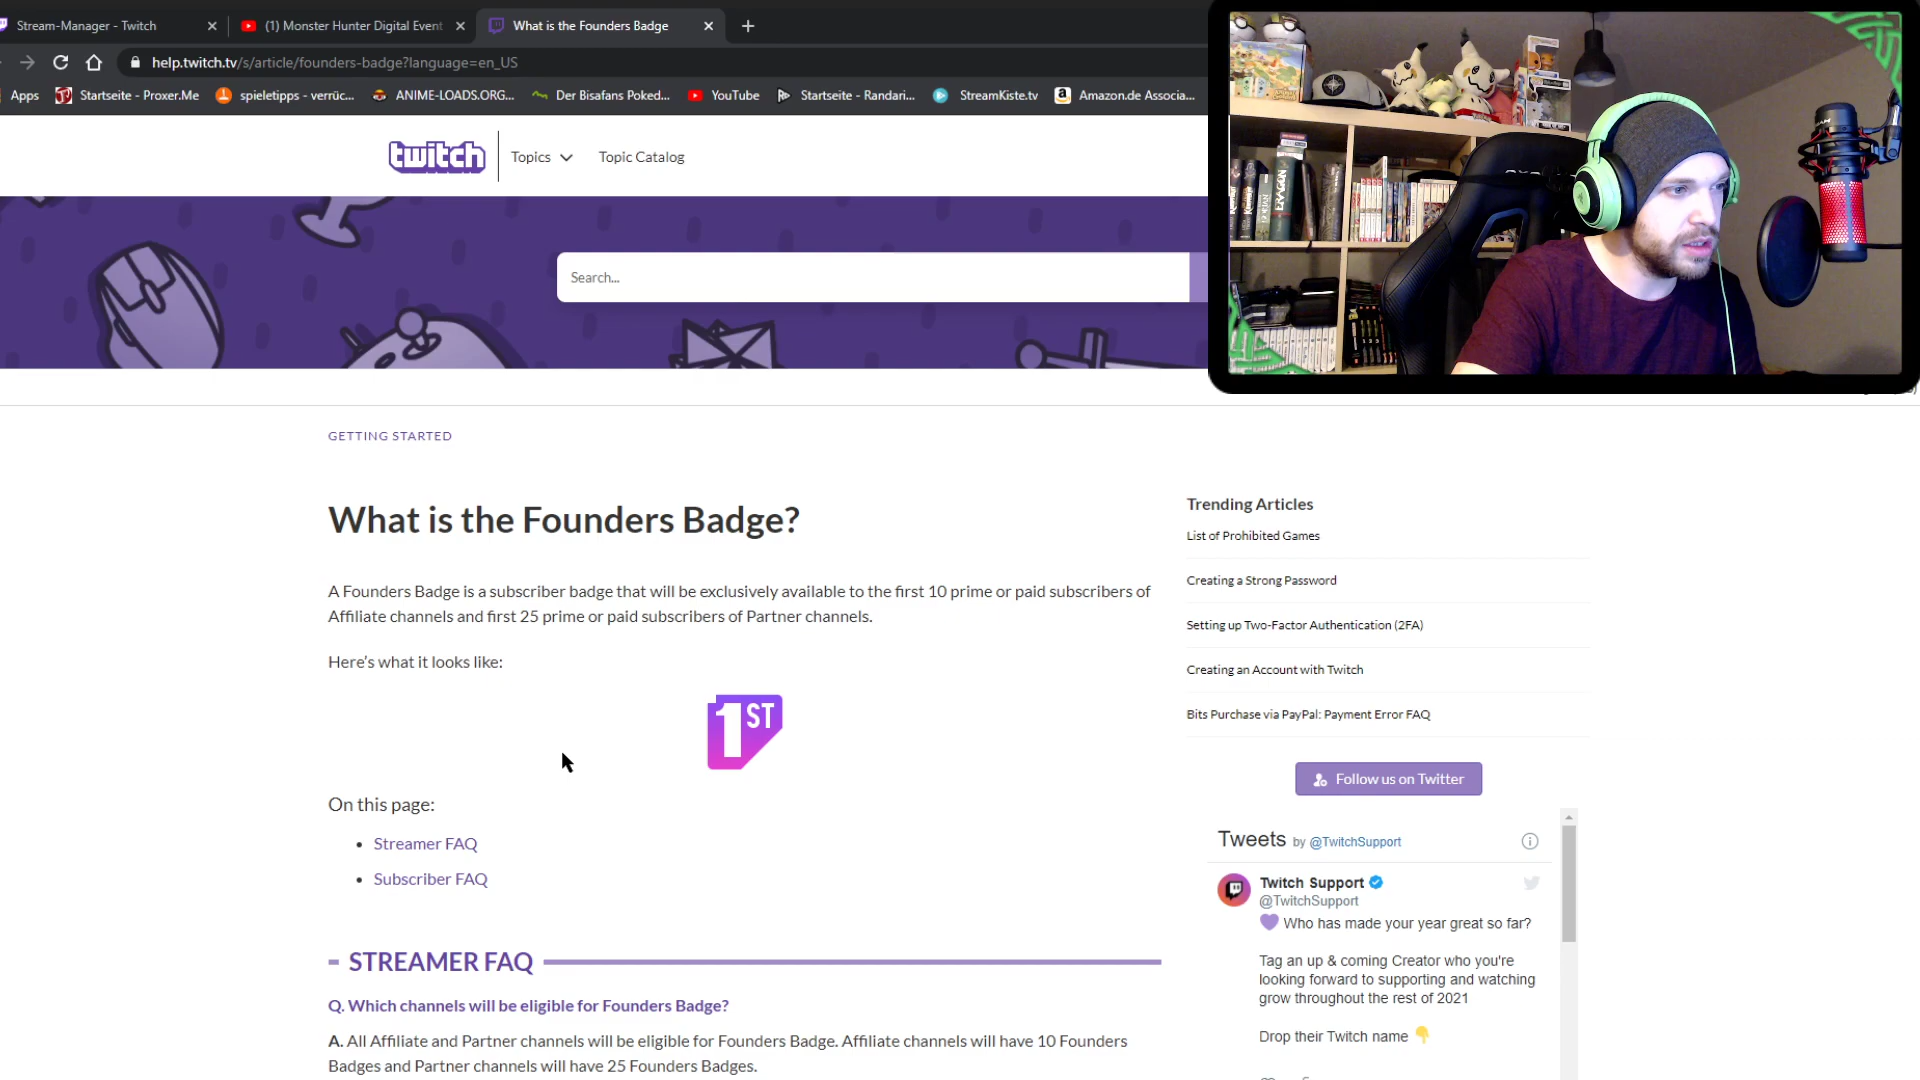 Stream-Manager - Twitch
(1) Monster Hunter Digital Event
What is the Founders Badge
help.twitch.tv/s/article/founders-badge?language=en_US
Apps
Startseite - Proxer.Me
spieletipps - verrüc...
ANIME-LOADS.ORG...
Der Bisafans Poked...
YouTube
Startseite - Randari...
StreamKiste.tv
Amazon.de Associa...
twitch
Topics
Topic Catalog
Search...
ERAGON
GETTING STARTED
What is the Founders Badge?
A Founders Badge is a subscriber badge that will be exclusively available to the first 10 prime or paid subscribers of
Affiliate channels and first 25 prime or paid subscribers of Partner channels.
Here's what it looks like:
1ST
On this page:
Streamer FAQ
Subscriber FAQ
STREAMER FAQ
Q. Which channels will be eligible for Founders Badge?
A. All Affiliate and Partner channels will be eligible for Founders Badge. Affiliate channels will have 10 Founders
Badges and Partner channels will have 25 Founders Badges.
Trending Articles
List of Prohibited Games
Creating a Strong Password
Setting up Two-Factor Authentication (2FA)
Creating an Account with Twitch
Bits Purchase via PayPal: Payment Error FAQ
Follow us on Twitter
Tweets by @TwitchSupport
Twitch Support
@TwitchSupport
💜 Who has made your year great so far?
Tag an up & coming Creator who you're
looking forward to supporting and watching
grow throughout the rest of 2021
Drop their Twitch name 👇